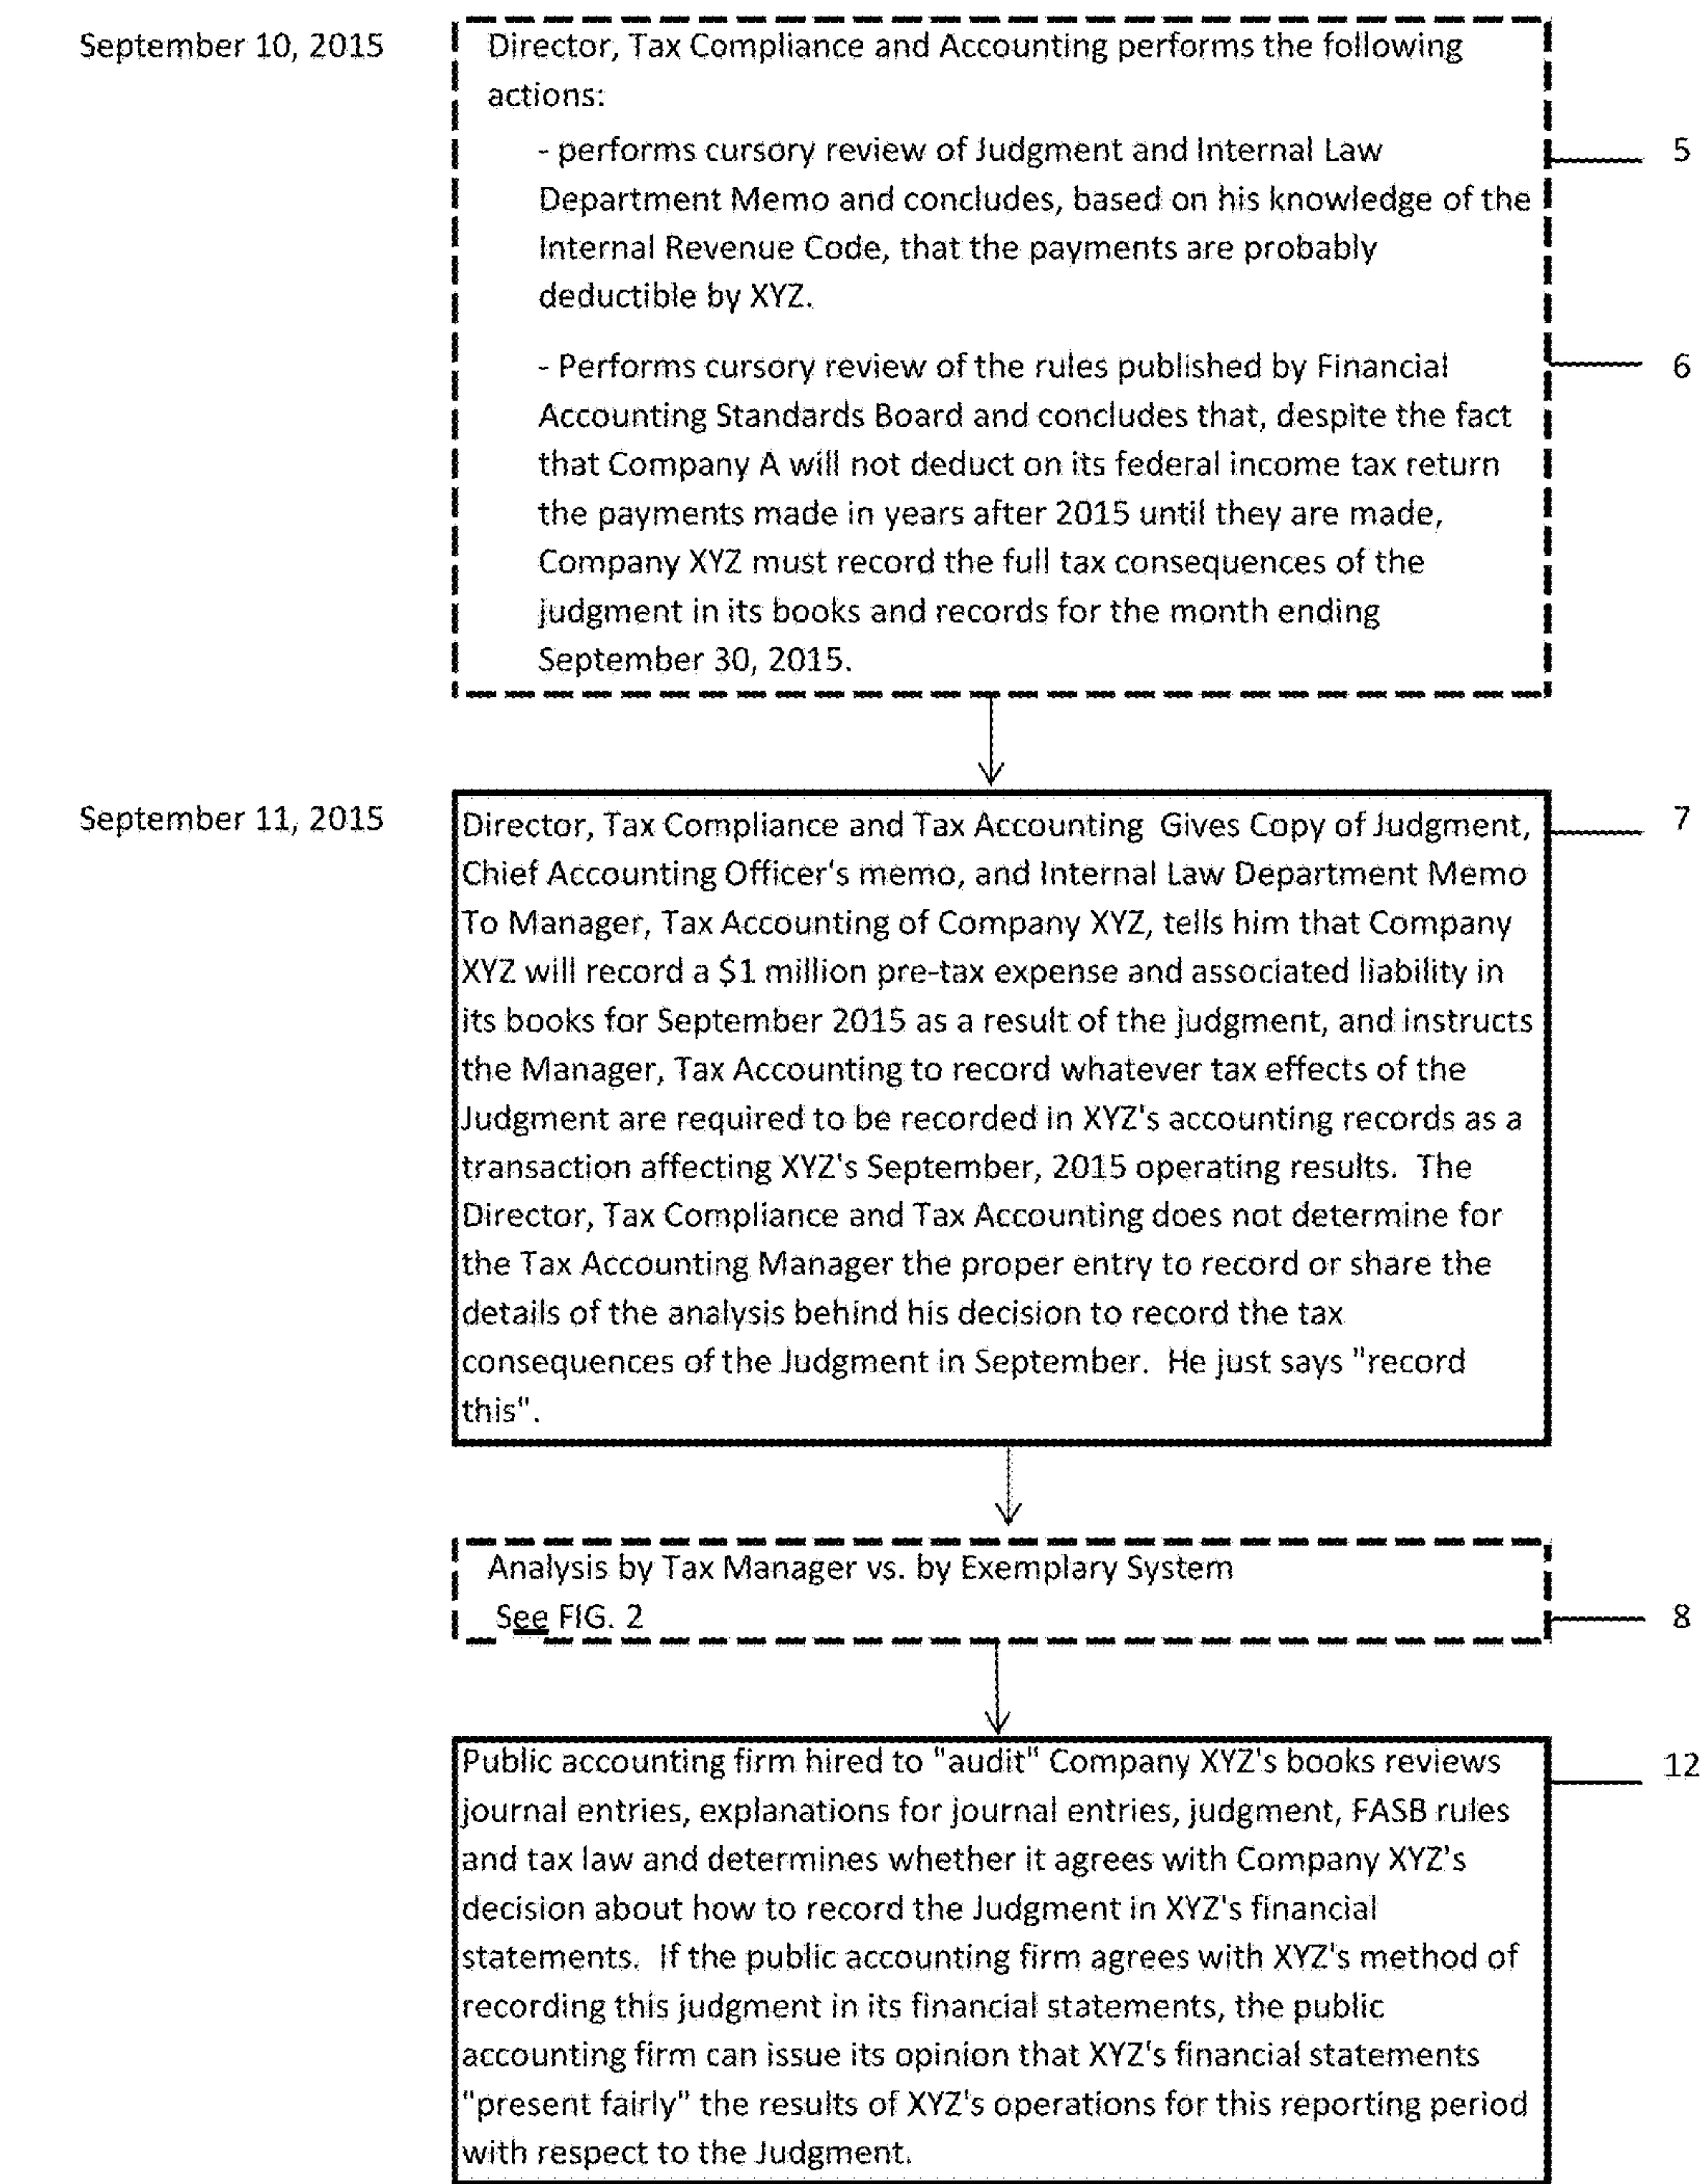 September 10, 2015
Director, Tax Compliance and Accounting performs the following
actions:
- performs cursory review of Judgment and Internal Law
5
Department Memo and concludes, based on his knowledge of the
Internal Revenue Code, that the payments are probably
deductible by XYZ.
- Performs cursory review of the rules published by Financial
6
Accounting Standards Board and concludes that, despite the fact
that Company A will not deduct on its federal income tax return
the payments made in years after 2015 until they are made,
Company XYZ must record the full tax consequences of the
judgment in its books and records for the month ending
September 30, 2015.
September 11, 2015
Director, Tax Compliance and Tax Accounting Gives Copy of Judgment,
7
Chief Accounting Officer's memo, and Internal Law Department Memo
To Manager, Tax Accounting of Company XYZ, tells him that Company
XYZ will record a $1 million pre-tax expense and associated liability in
its books for September 2015 as a result of the judgment, and instructs
the Manager, Tax Accounting to record whatever tax effects of the
Judgment are required to be recorded in XYZ's accounting records as a
transaction affecting XYZ's September, 2015 operating results. The
Director, Tax Compliance and Tax Accounting does not determine for
the Tax Accounting Manager the proper entry to record or share the
details of the analysis behind his decision to record the tax
consequences of the Judgment in September. He just says "record
this".
Analysis by Tax Manager vs. by Exemplary System
See FIG. 2
8
Public accounting firm hired to "audit" Company XYZ's books reviews
12
journal entries, explanations for journal entries, judgment, FASB rules
and tax law and determines whether it agrees with Company XYZ's
decision about how to record the Judgment in XYZ's financial
statements. If the public accounting firm agrees with XYZ's method of
recording this judgment in its financial statements, the public
accounting firm can issue its opinion that XYZ's financial statements
"present fairly" the results of XYZ's operations for this reporting period
with respect to the Judgment.